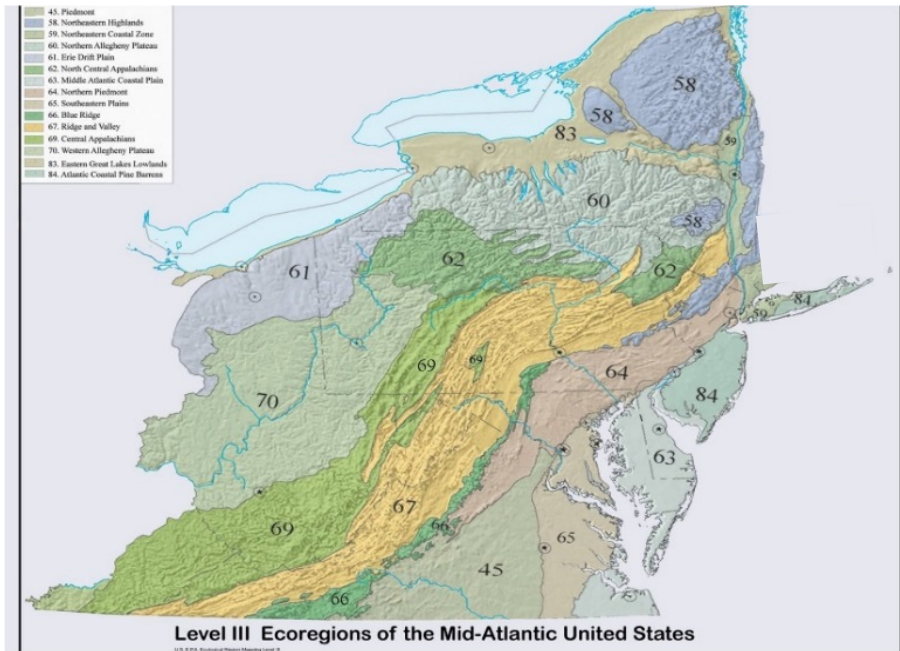 45. Piedmont
58. Northeastern Highlands
59. Northeastern Coastal Zone
60. Northern Allegheny Plateau
61. Erie Drift Plain
62. North Central Appalachians
63. Middle Atlantic Coastal Plain
64. Northern Piedmont
65. Southeastern Plains
66. Blue Ridge
67. Ridge and Valley
69. Central Appalachians
70. Western Allegheny Plateau
83. Eastern Great Lakes Lowlands
84. Atlantic Coastal Pine Barrens
58
58
83
59
60
58
62
62
61
84
59
69
69
64
84
70
63
67
69
66
65
45
66
Level III Ecoregions of the Mid-Atlantic United States